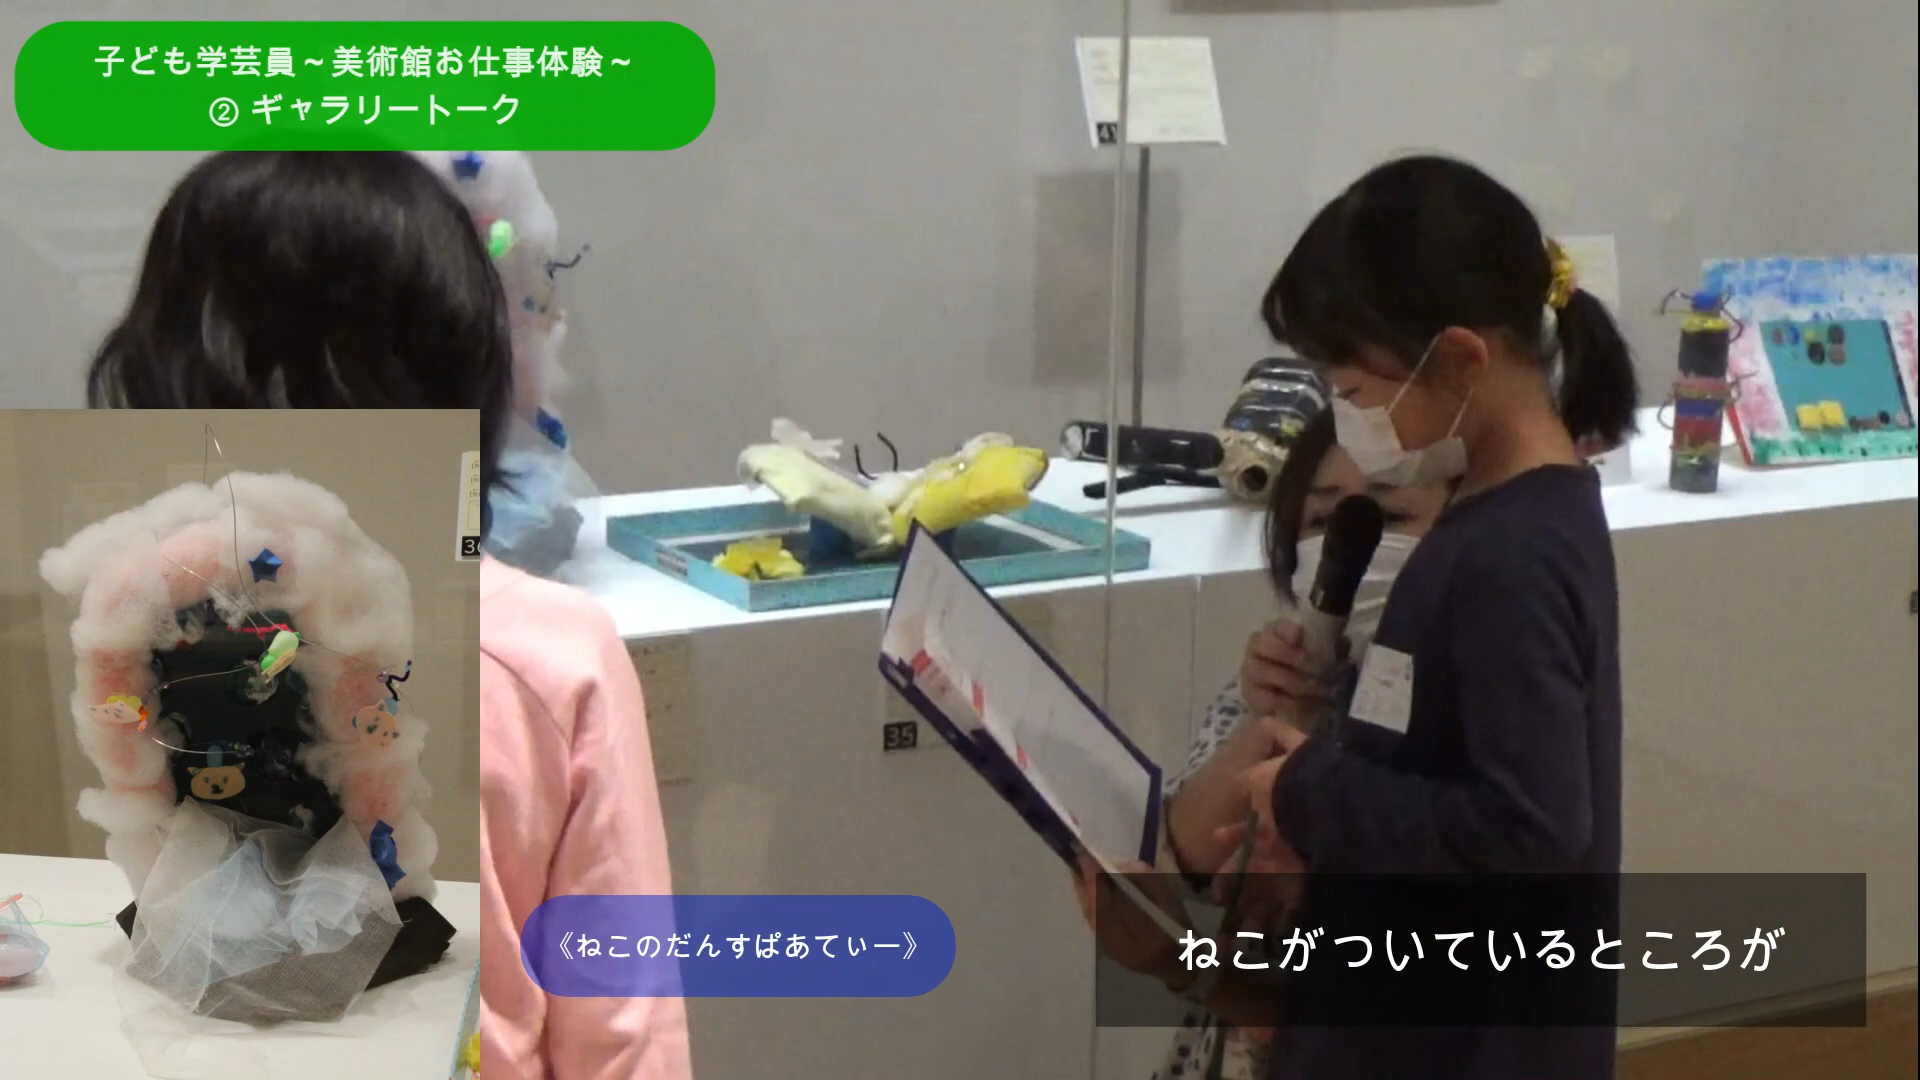 子ども学芸員～美術館お仕事体験～
② ギャラリートーク
41
36
35
《ねこのだんすぱあてぃー》
ねこがついているところが